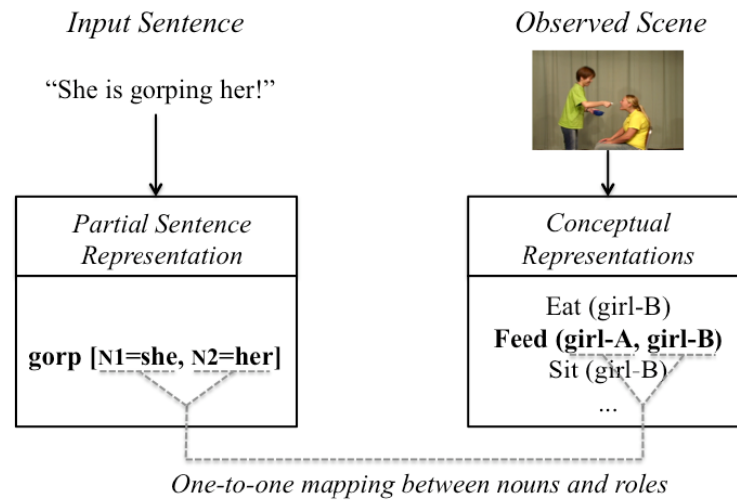 Input Sentence
Observed Scene
“She is gorping her!”
Partial Sentence
Representation
gorp [N1=she, N2=her]
Conceptual
Representations
Eat (girl-B)
Feed (girl-A, girl-B)
Sit (girl-B)
...
One-to-one mapping between nouns and roles